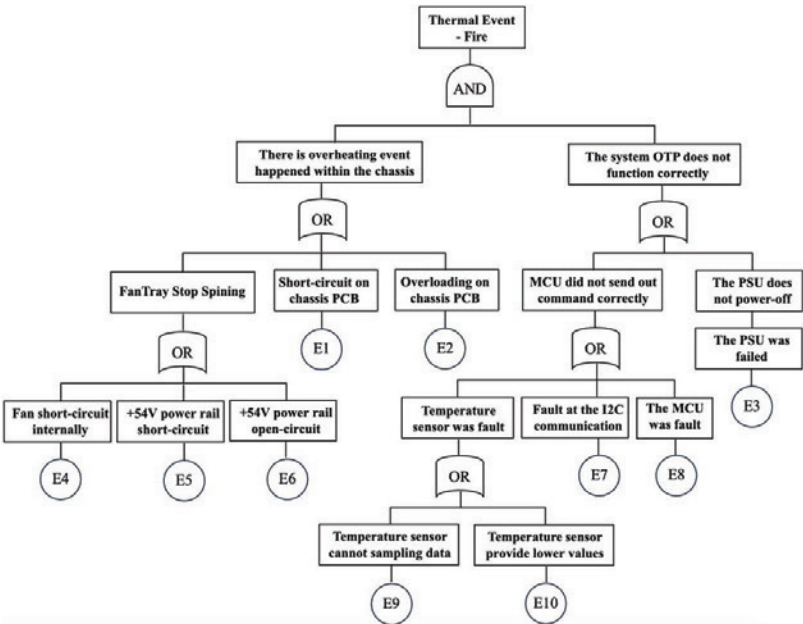 Thermal Event
- Fire
AND
There is overheating event
happened within the chassis
The system OTP does not
function correctly
OR
OR
FanTray Stop Spining
Short-circuit on
chassis PCB
Overloading on
chassis PCB
MCU did not send out
command correctly
The PSU does
not power-off
E1
E2
The PSU was
failed
OR
OR
E3
Fan short-circuit
internally
+54V power rail
short-circuit
+54V power rail
open-circuit
Temperature
sensor was fault
Fault at the I2C
communication
The MCU
was fault
E4
E5
E6
OR
E7
E8
Temperature sensor
cannot sampling data
Temperature sensor
provide lower values
E9
E10